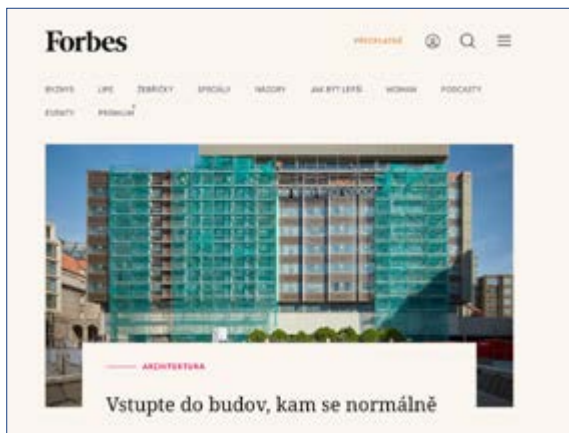 Forbes
PŘEDPLATNÉ
BYZNYS LIFE ŽEBŘÍČKY SPECIÁLY NÁZORY JAK BÝT LEPŠÍ WOMAN PODCASTY
EVENTY PREMIUM
ARCHITEKTURA
Vstupte do budov, kam se normálně